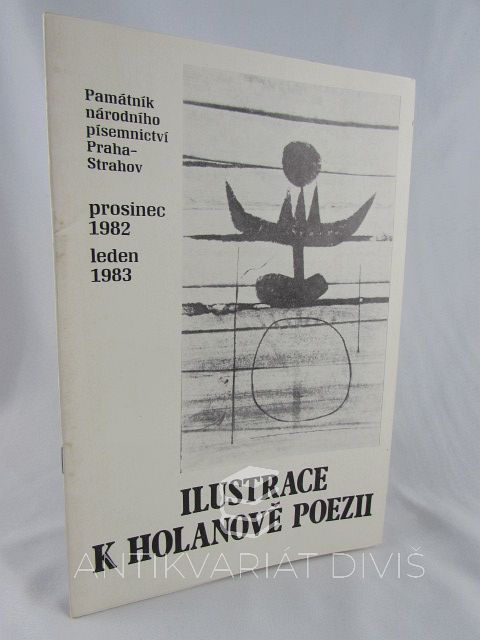 Památník
národního
písemnictví
Praha–
Strahov
prosinec
1982
leden
1983
ILUSTRACE
K HOLANOVĚ POEZII
ANTIKVARIÁT DIVIŠ